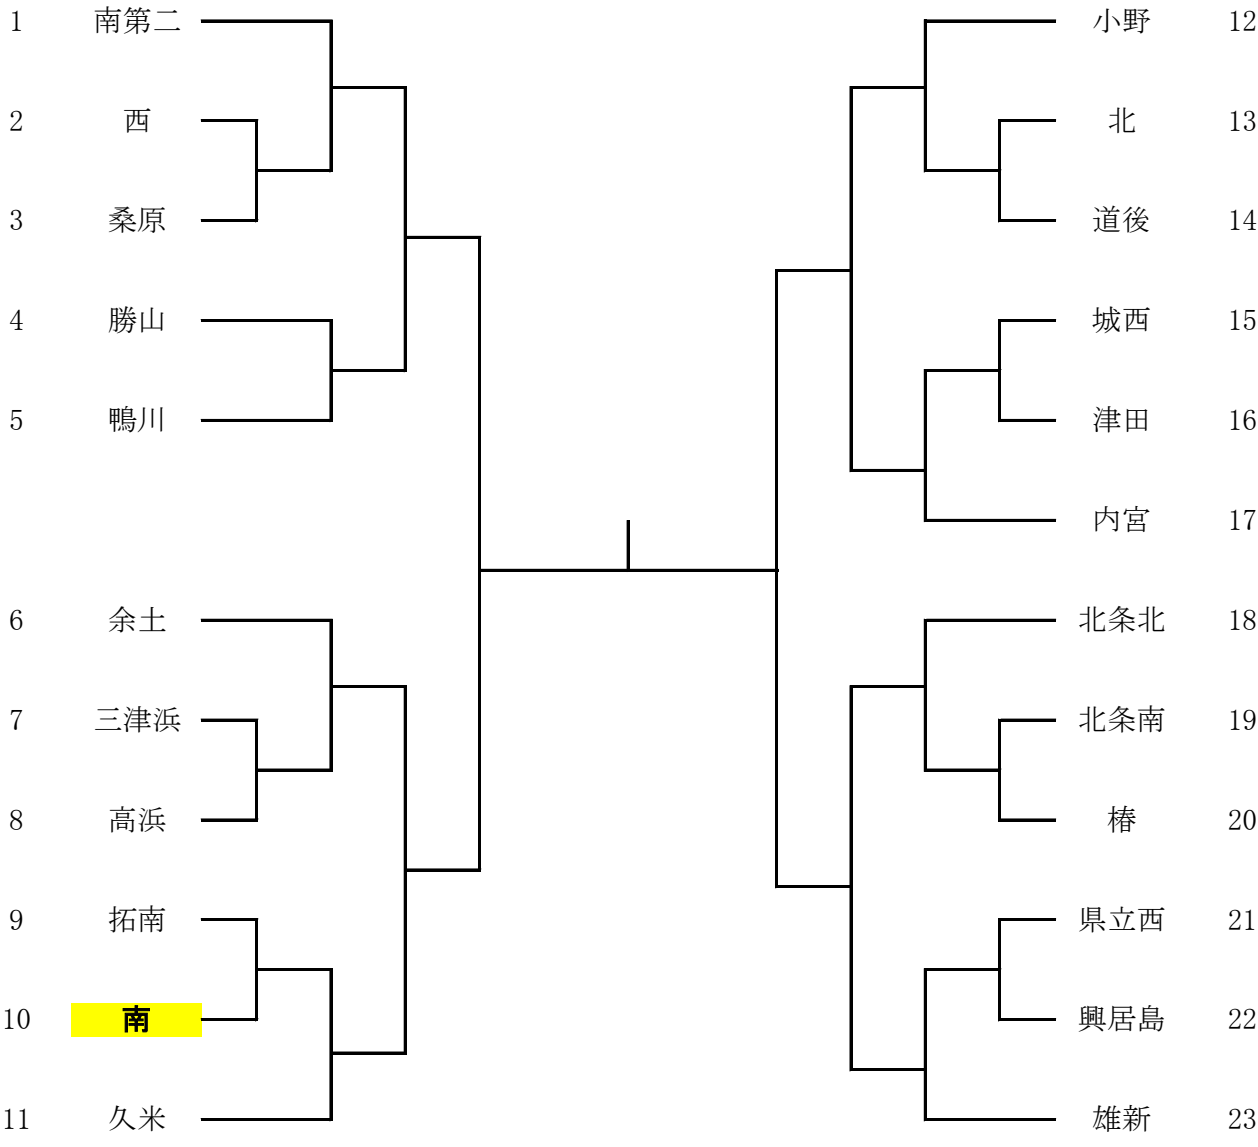 1 南第二
2 西
3 桑原
4 勝山
5 鴨川
6 余土
7 三津浜
8 高浜
9 拓南
10 南
11 久米
小野 12
北 13
道後 14
城西 15
津田 16
内宮 17
北条北 18
北条南 19
椿 20
県立西 21
興居島 22
雄新 23